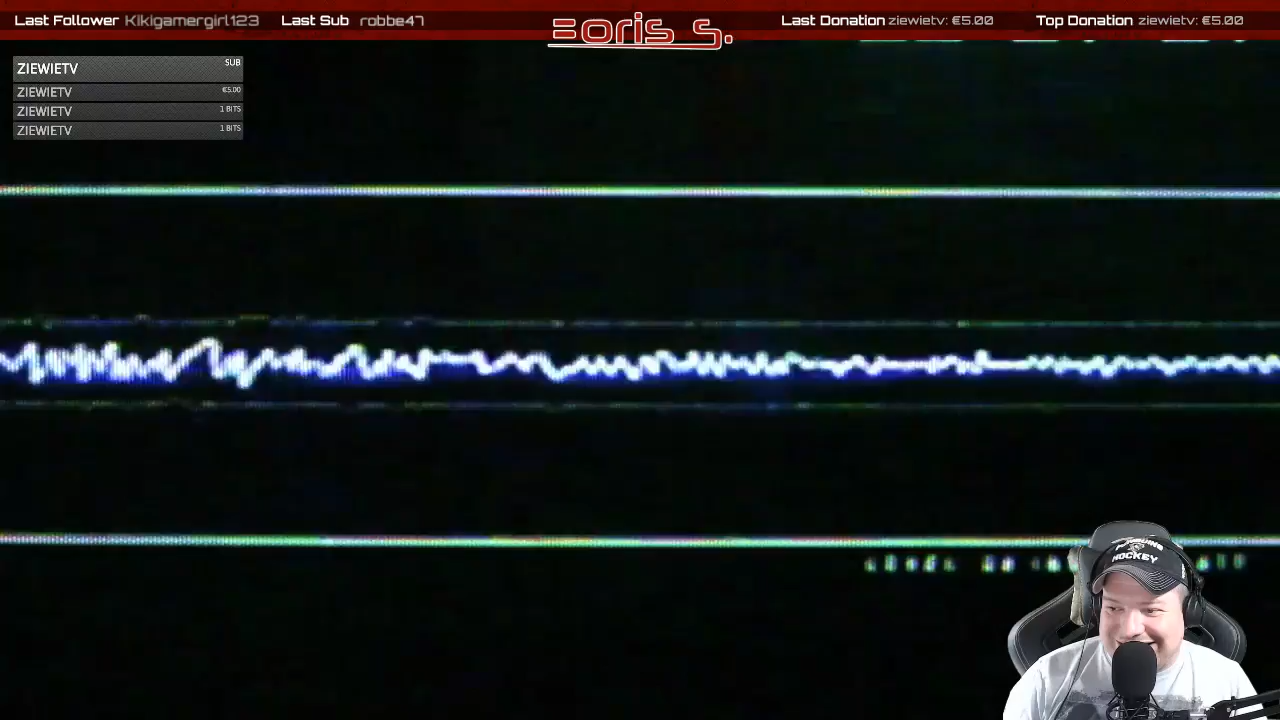 Last Follower Kikigamergirl123 Last Sub robbe47 Last Donation ziewietv: €5.00 Top Donation ziewietv: €5.00
Boris S.
ZIEWIETV SUB
ZIEWIETV €5.00
ZIEWIETV 1 BITS
ZIEWIETV 1 BITS
HOCKEY